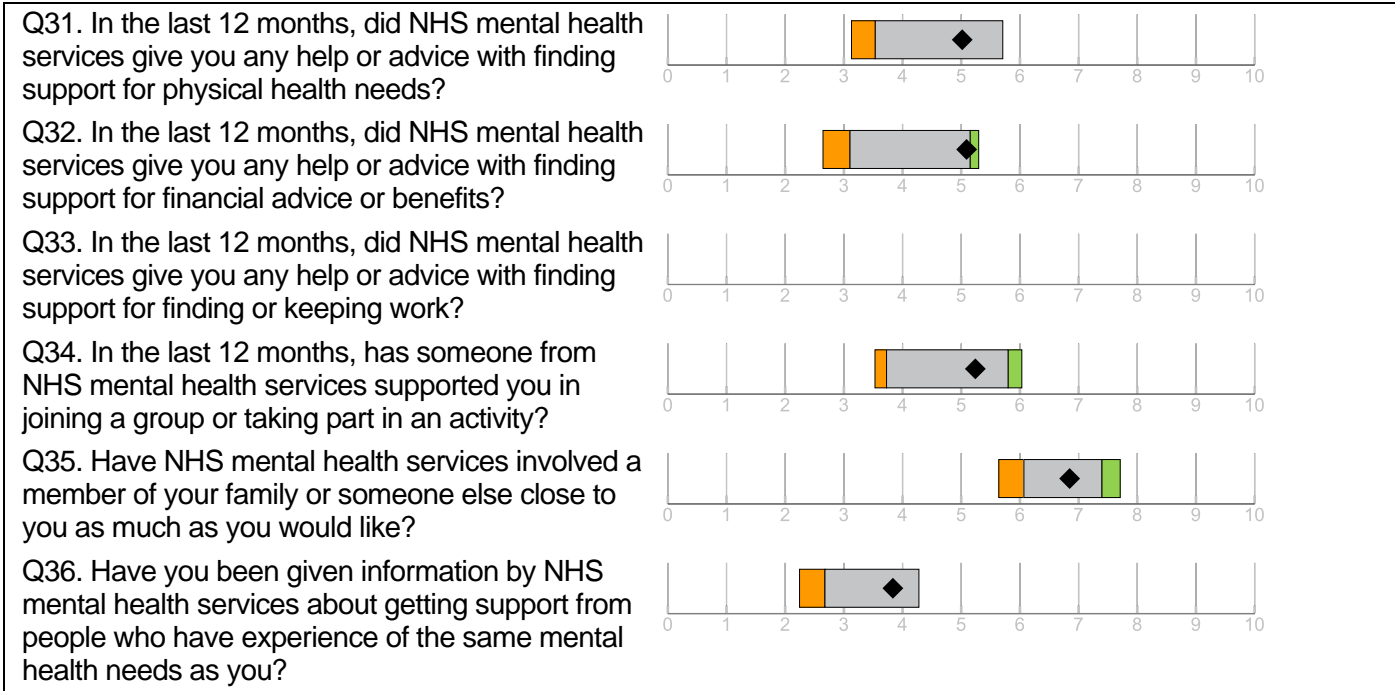 Q31. In the last 12 months, did NHS mental health
services give you any help or advice with finding
support for physical health needs?
0 1 2 3 4 5 6 7 8 9 10
Q32. In the last 12 months, did NHS mental health
services give you any help or advice with finding
support for financial advice or benefits?
0 1 2 3 4 5 6 7 8 9 10
Q33. In the last 12 months, did NHS mental health
services give you any help or advice with finding
support for finding or keeping work?
0 1 2 3 4 5 6 7 8 9 10
Q34. In the last 12 months, has someone from
NHS mental health services supported you in
joining a group or taking part in an activity?
0 1 2 3 4 5 6 7 8 9 10
Q35. Have NHS mental health services involved a
member of your family or someone else close to
you as much as you would like?
0 1 2 3 4 5 6 7 8 9 10
Q36. Have you been given information by NHS
mental health services about getting support from
people who have experience of the same mental
health needs as you?
0 1 2 3 4 5 6 7 8 9 10